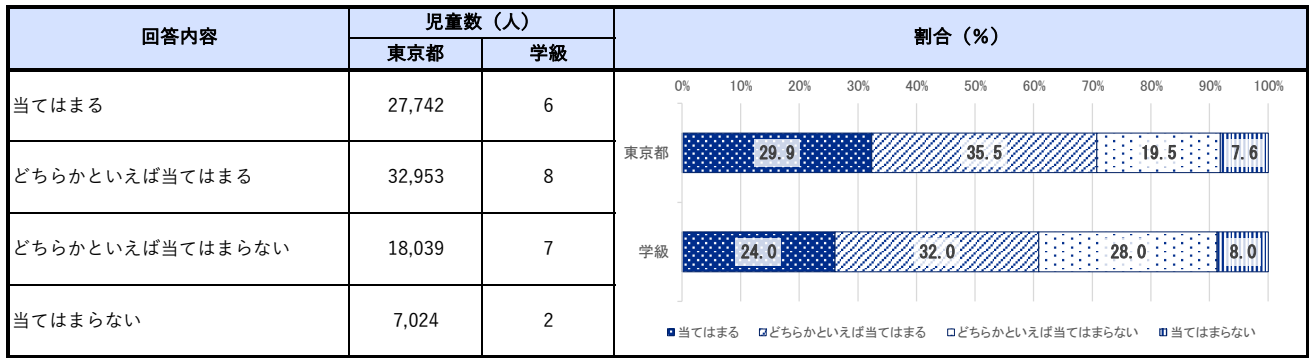 回答内容
児童数（人）
割合（%）
東京都
学級
当てはまる
27,742
6
どちらかといえば当てはまる
32,953
8
どちらかといえば当てはまらない
18,039
7
当てはまらない
7,024
2
0% 10% 20% 30% 40% 50% 60% 70% 80% 90% 100%
東京都
29.9 35.5 19.5 7.6
学級
24.0 32.0 28.0 8.0
当てはまる どちらかといえば当てはまる どちらかといえば当てはまらない 当てはまらない